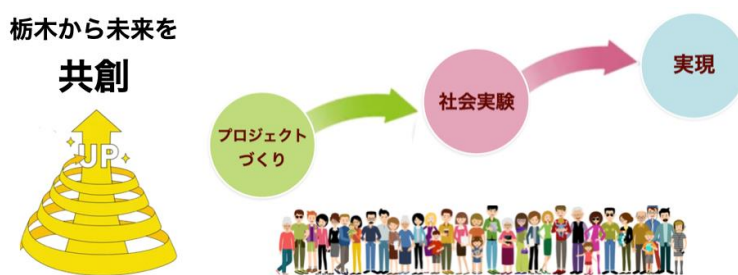 栃木から未来を
共創
UP
プロジェクト
づくり
社会実験
実現